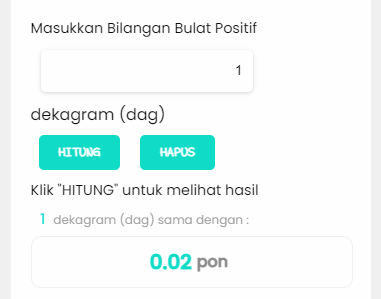 Masukkan Bilangan Bulat Positif
1
dekagram (dag)
HITUNG HAPUS
Klik "HITUNG" untuk melihat hasil
1 dekagram (dag) sama dengan :
0.02 pon